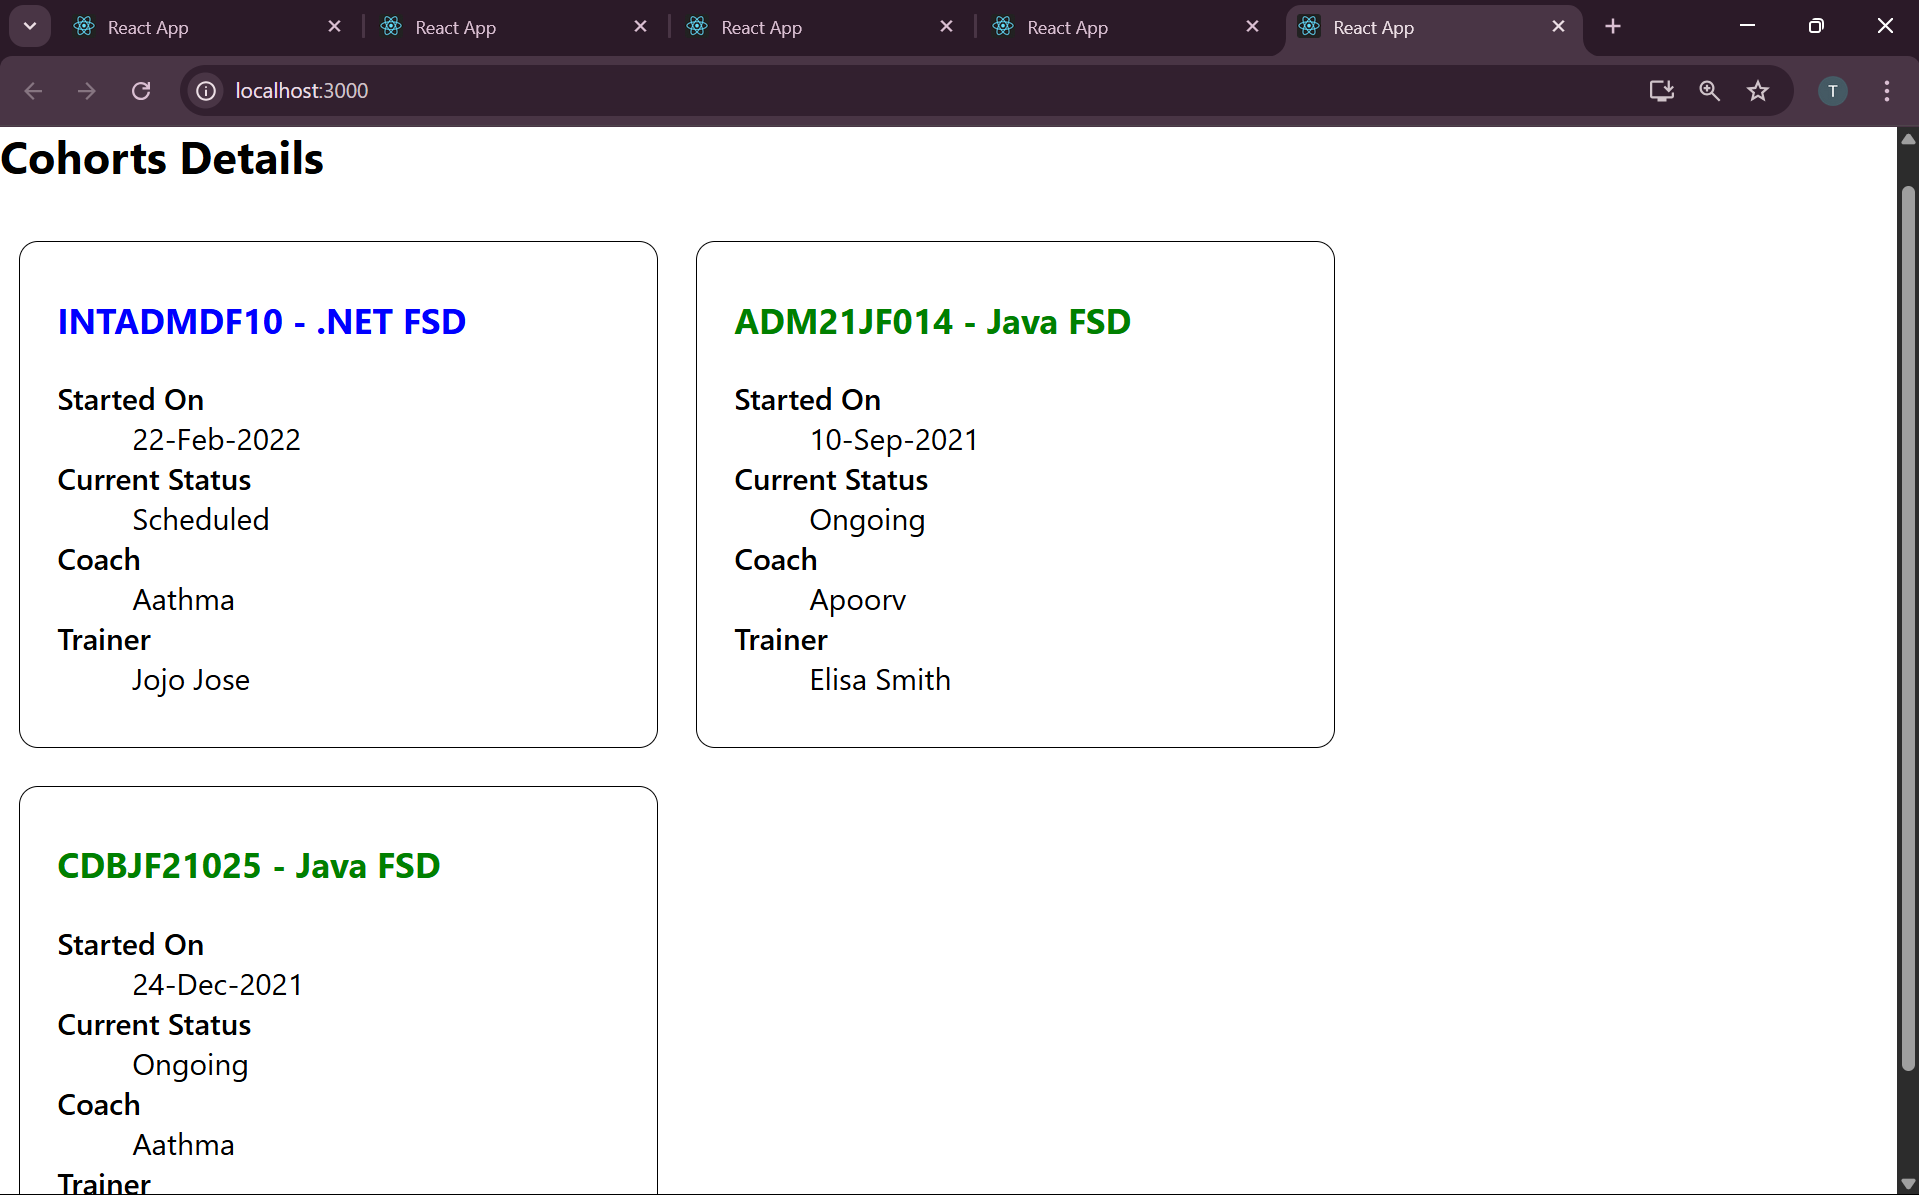 React App
React App
React App
React App
React App
localhost:3000
T
Cohorts Details
INTADMDF10 - .NET FSD
Started On
22-Feb-2022
Current Status
Scheduled
Coach
Aathma
Trainer
Jojo Jose
ADM21JF014 - Java FSD
Started On
10-Sep-2021
Current Status
Ongoing
Coach
Apoorv
Trainer
Elisa Smith
CDBJF21025 - Java FSD
Started On
24-Dec-2021
Current Status
Ongoing
Coach
Aathma
Trainer